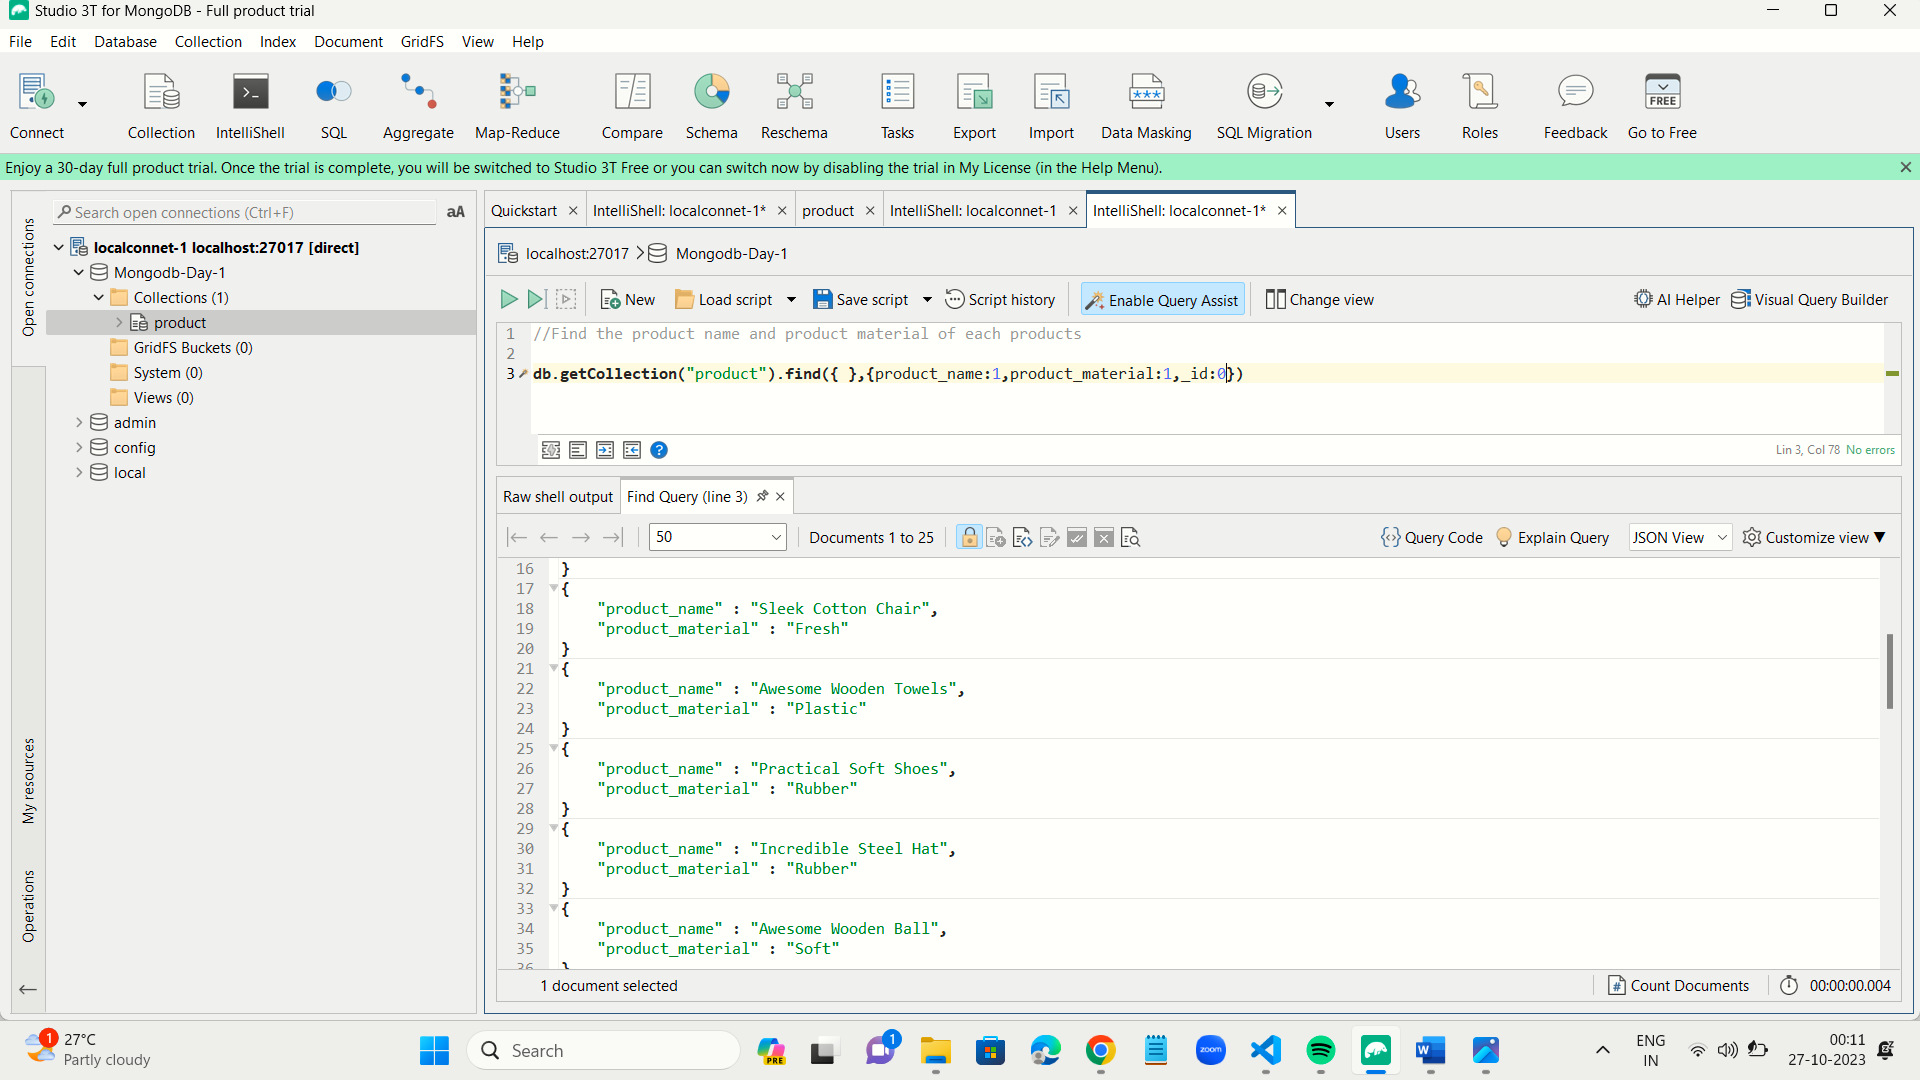 Studio 3T for MongoDB - Full product trial
File Edit Database Collection Index Document GridFS View Help
Connect Collection IntelliShell SQL Aggregate Map-Reduce Compare Schema Reschema Tasks Export Import Data Masking SQL Migration Users Roles Feedback Go to Free
FREE
Enjoy a 30-day full product trial. Once the trial is complete, you will be switched to Studio 3T Free or you can switch now by disabling the trial in My License (in the Help Menu).
Open connections
My resources
Operations
Search open connections (Ctrl+F) aA
localconnet-1 localhost:27017 [direct]
Mongodb-Day-1
Collections (1)
product
GridFS Buckets (0)
System (0)
Views (0)
admin
config
local
Quickstart IntelliShell: localconnet-1* product IntelliShell: localconnet-1 IntelliShell: localconnet-1*
localhost:27017 Mongodb-Day-1
New Load script Save script Script history Enable Query Assist Change view AI Helper Visual Query Builder
1 //Find the product name and product material of each products
2
3 db.getCollection("product").find({ },{product_name:1,product_material:1,_id:0})
Lin 3, Col 78 No errors
Raw shell output Find Query (line 3)
50 Documents 1 to 25 Query Code Explain Query JSON View Customize view
16 }
17 {
18 "product_name" : "Sleek Cotton Chair",
19 "product_material" : "Fresh"
20 }
21 {
22 "product_name" : "Awesome Wooden Towels",
23 "product_material" : "Plastic"
24 }
25 {
26 "product_name" : "Practical Soft Shoes",
27 "product_material" : "Rubber"
28 }
29 {
30 "product_name" : "Incredible Steel Hat",
31 "product_material" : "Rubber"
32 }
33 {
34 "product_name" : "Awesome Wooden Ball",
35 "product_material" : "Soft"
36 }
1 document selected Count Documents 00:00:00.004
1 27°C
Partly cloudy
Search
PRE
1
zoom
ENG
IN
00:11
27-10-2023